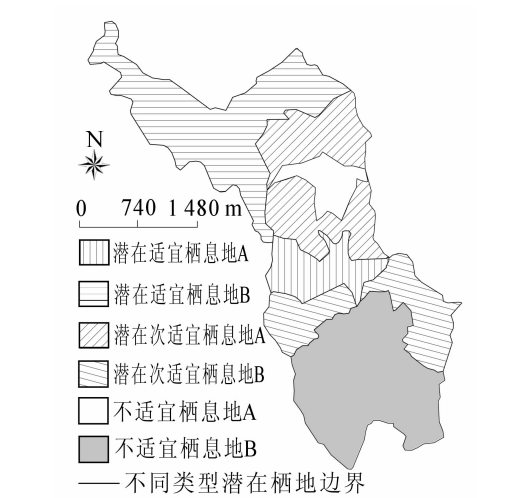 N
0 740 1 480 m
潜在适宜栖息地A
潜在适宜栖息地B
潜在次适宜栖息地A
潜在次适宜栖息地B
不适宜栖息地A
不适宜栖息地B
不同类型潜在栖地边界